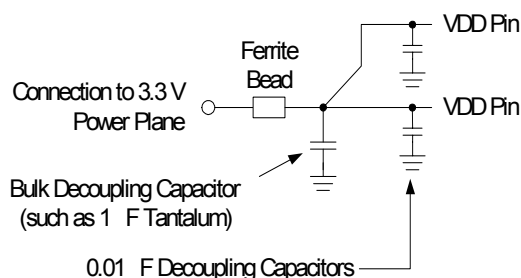 VDD Pin
Ferrite
Bead
Connection to 3.3 V
Power Plane
VDD Pin
Bulk Decoupling Capacitor
(such as 1 F Tantalum)
0.01 F Decoupling Capacitors